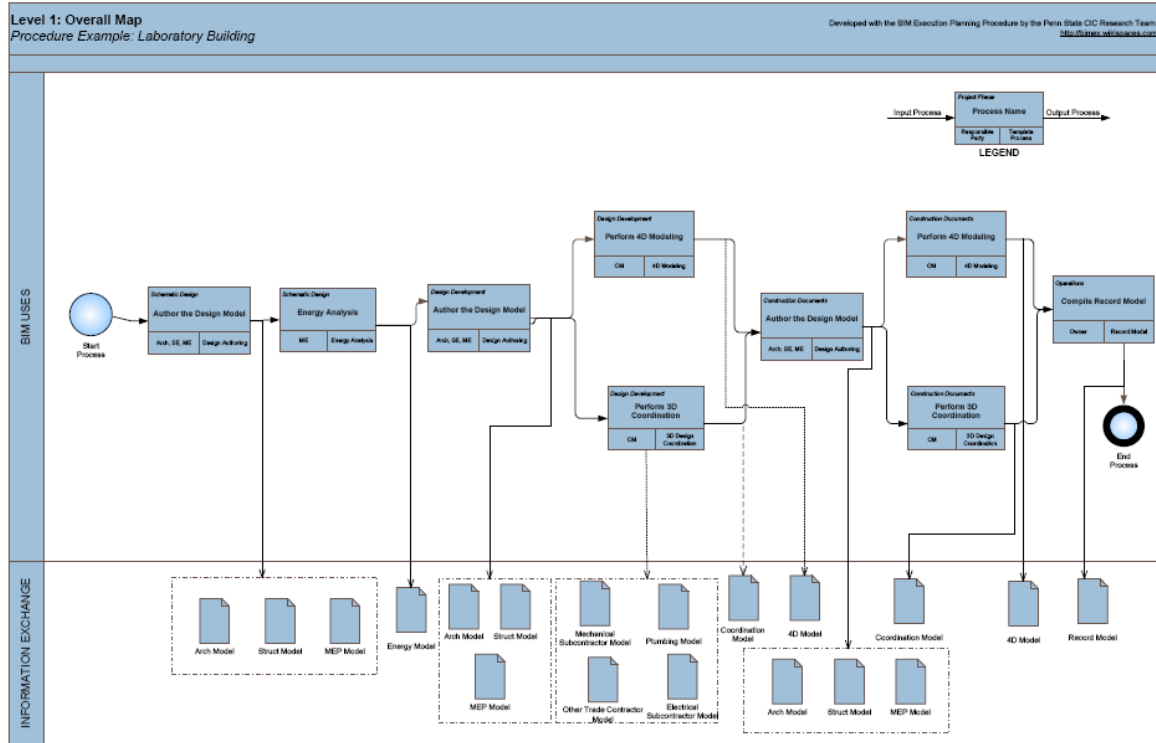 Level 1: Overall Map
Procedure Example: Laboratory Building
Developed with the BIM Execution Planning Procedure by the Penn State CIC Research Team.
http://bimex.wikispaces.com
BIM USES
Input Process
Project Phase
Process Name
Responsible
Party
Template
Process
Output Process
LEGEND
Start
Process
Schematic Design
Author the Design Model
Arch, SE, ME
Design Authoring
Schematic Design
Energy Analysis
ME
Energy Analysis
Design Development
Author the Design Model
Arch, SE, ME
Design Authoring
Design Development
Perform 4D Modeling
CM
4D Modeling
Design Development
Perform 3D
Coordination
CM
3D Design
Coordination
Construction Documents
Author the Design Model
Arch, SE, ME
Design Authoring
Construction Documents
Perform 4D Modeling
CM
4D Modeling
Construction Documents
Perform 3D
Coordination
CM
3D Design
Coordination
Operations
Compile Record Model
Owner
Record Model
End
Process
INFORMATION EXCHANGE
Arch Model
Struct Model
MEP Model
Energy Model
Arch Model
Struct Model
MEP Model
Mechanical
Subcontractor Model
Plumbing Model
Other Trade Contractor
Model
Electrical
Subcontractor Model
Coordination
Model
4D Model
Arch Model
Struct Model
MEP Model
Coordination Model
4D Model
Record Model